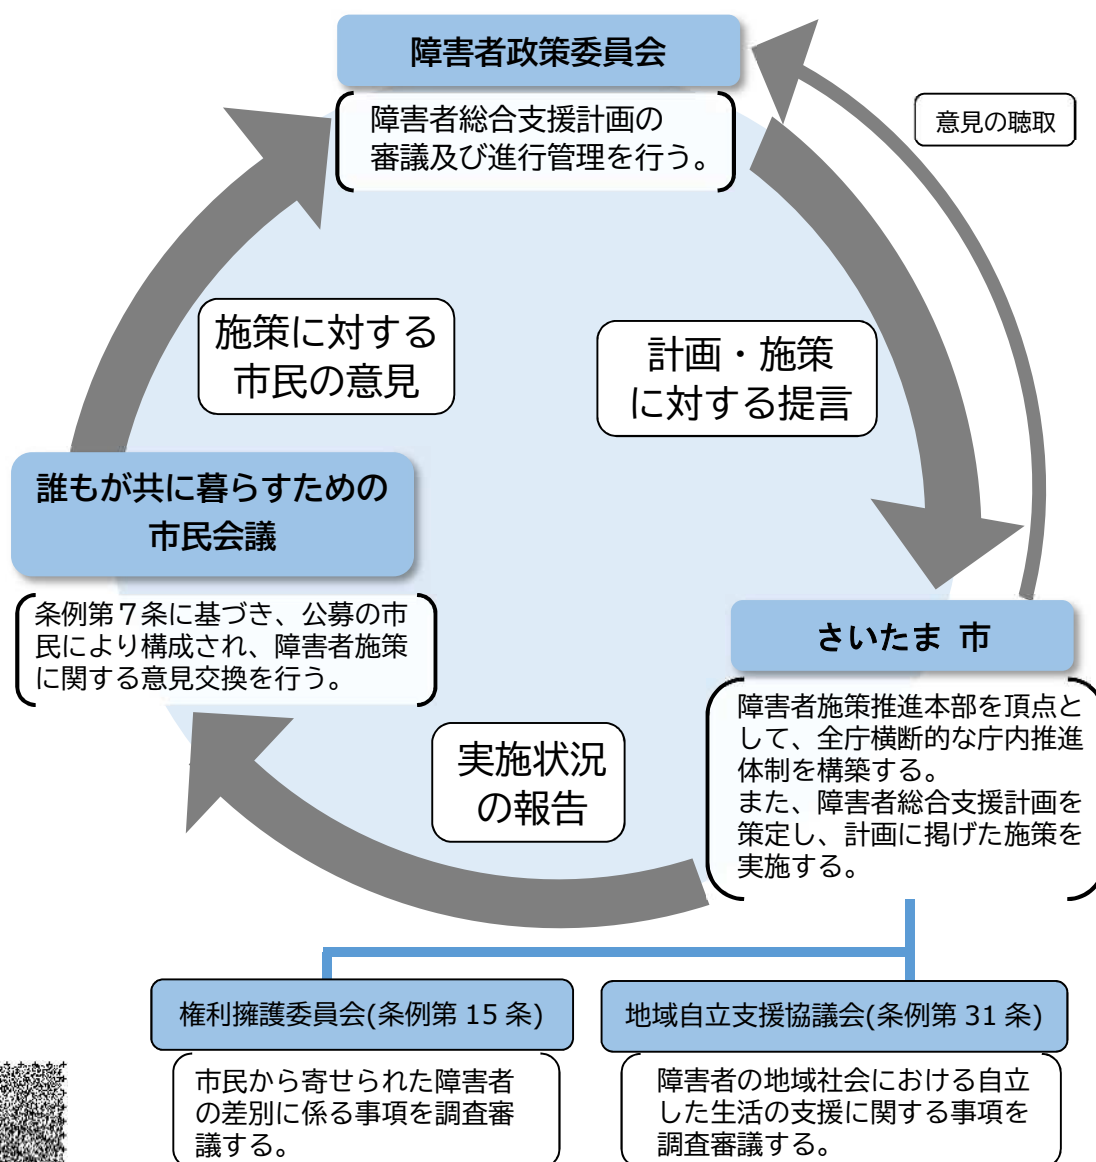 障害者政策委員会
障害者総合支援計画の
審議及び進行管理を行う。
意見の聴取
施策に対する
市民の意見
計画・施策
に対する提言
誰もが共に暮らすための
市民会議
条例第７条に基づき、公募の市
民により構成され、障害者施策
に関する意見交換を行う。
さいたま 市
障害者施策推進本部を頂点と
して、全庁横断的な庁内推進
体制を構築する。
また、障害者総合支援計画を
策定し、計画に掲げた施策を
実施する。
実施状況
の報告
権利擁護委員会(条例第 15 条)
市民から寄せられた障害者
の差別に係る事項を調査審
議する。
地域自立支援協議会(条例第 31 条)
障害者の地域社会における自立
した生活の支援に関する事項を
調査審議する。